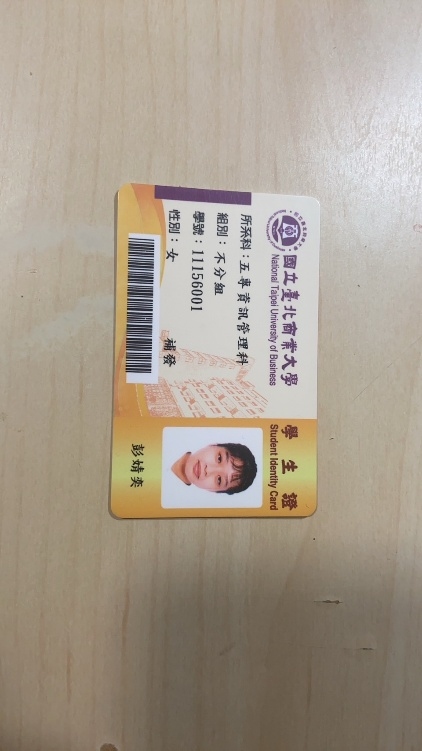 國立臺北商業大學
National Taipei University of Business
學生證
Student Identity Card
所系科：五專資訊管理科
組別：不分組
學號：11156001
性別：女
補發
彭婧奕